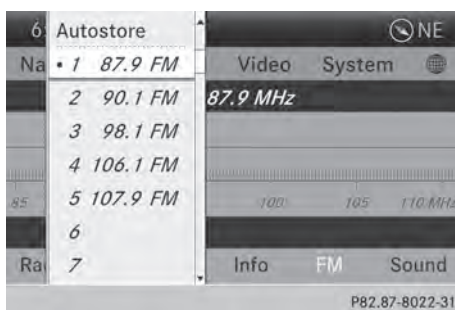 6
Autostore
NE
Na
• 1 87.9 FM
Video
System
2 90.1 FM
87.9 MHz
3 98.1 FM
4 106.1 FM
5 107.9 FM
85
100
105
110 MHz
6
7
Info
FM
Sound
P82.87-8022-31